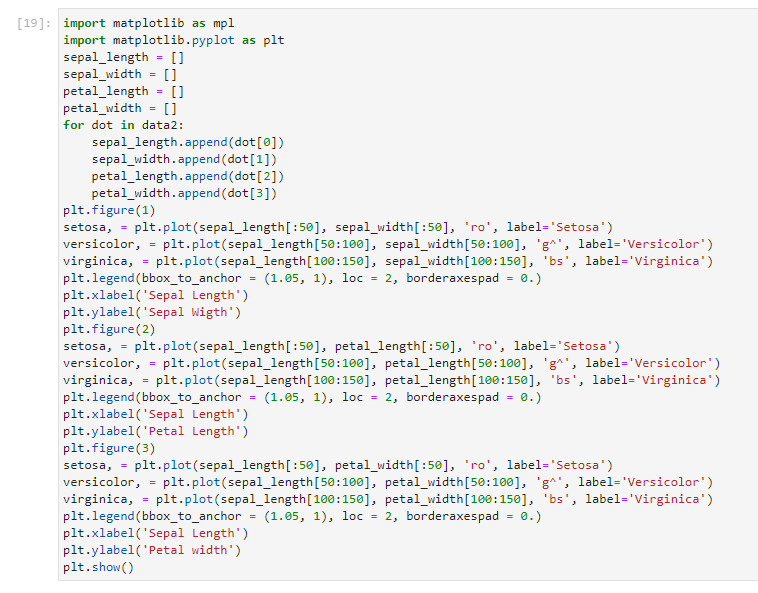 [19]: import matplotlib as mpl
import matplotlib.pyplot as plt
sepal_length = []
sepal_width = []
petal_length = []
petal_width = []
for dot in data2:
    sepal_length.append(dot[0])
    sepal_width.append(dot[1])
    petal_length.append(dot[2])
    petal_width.append(dot[3])
plt.figure(1)
setosa, = plt.plot(sepal_length[:50], sepal_width[:50], 'ro', label='Setosa')
versicolor, = plt.plot(sepal_length[50:100], sepal_width[50:100], 'g^', label='Versicolor')
virginica, = plt.plot(sepal_length[100:150], sepal_width[100:150], 'bs', label='Virginica')
plt.legend(bbox_to_anchor = (1.05, 1), loc = 2, borderaxespad = 0.)
plt.xlabel('Sepal Length')
plt.ylabel('Sepal Wigth')
plt.figure(2)
setosa, = plt.plot(sepal_length[:50], petal_length[:50], 'ro', label='Setosa')
versicolor, = plt.plot(sepal_length[50:100], petal_length[50:100], 'g^', label='Versicolor')
virginica, = plt.plot(sepal_length[100:150], petal_length[100:150], 'bs', label='Virginica')
plt.legend(bbox_to_anchor = (1.05, 1), loc = 2, borderaxespad = 0.)
plt.xlabel('Sepal Length')
plt.ylabel('Petal Length')
plt.figure(3)
setosa, = plt.plot(sepal_length[:50], petal_width[:50], 'ro', label='Setosa')
versicolor, = plt.plot(sepal_length[50:100], petal_width[50:100], 'g^', label='Versicolor')
virginica, = plt.plot(sepal_length[100:150], petal_width[100:150], 'bs', label='Virginica')
plt.legend(bbox_to_anchor = (1.05, 1), loc = 2, borderaxespad = 0.)
plt.xlabel('Sepal Length')
plt.ylabel('Petal width')
plt.show()